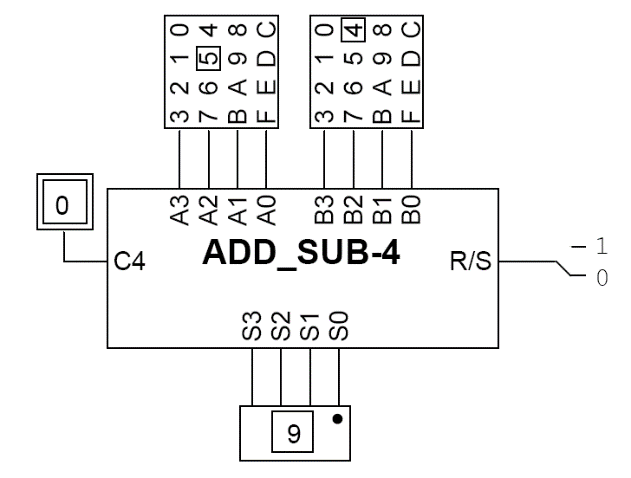 0 4 8 C
1 5 9 D
2 6 A E
3 7 B F
0 4 8 C
1 5 9 D
2 6 A E
3 7 B F
0
A3 A2 A1 A0
B3 B2 B1 B0
C4
ADD_SUB-4
R/S
1
0
S3 S2 S1 S0
9